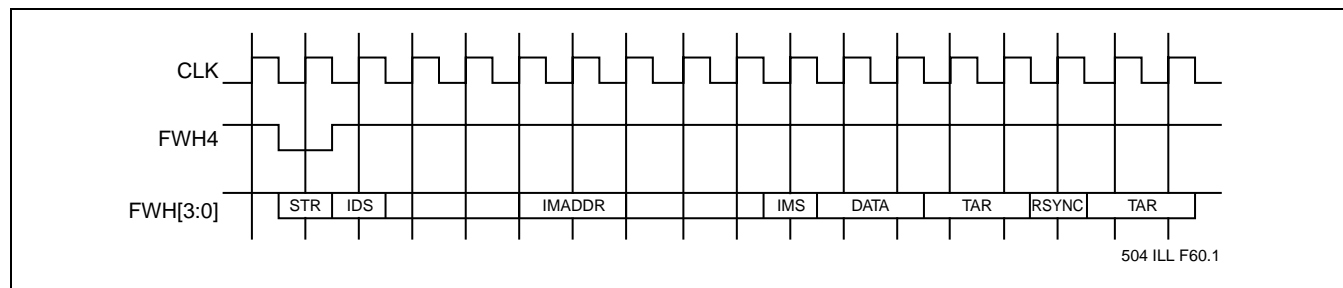 CLK
FWH4
FWH[3:0] STR IDS IMADDR IMS DATA TAR RSYNC TAR
504 ILL F60.1